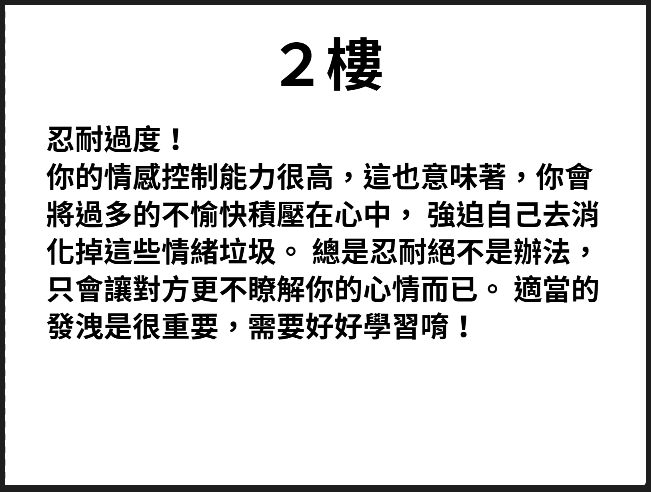 ２樓
忍耐過度！
你的情感控制能力很高，這也意味著，你會
將過多的不愉快積壓在心中， 強迫自己去消
化掉這些情緒垃圾。 總是忍耐絕不是辦法，
只會讓對方更不瞭解你的心情而已。 適當的
發洩是很重要，需要好好學習唷！